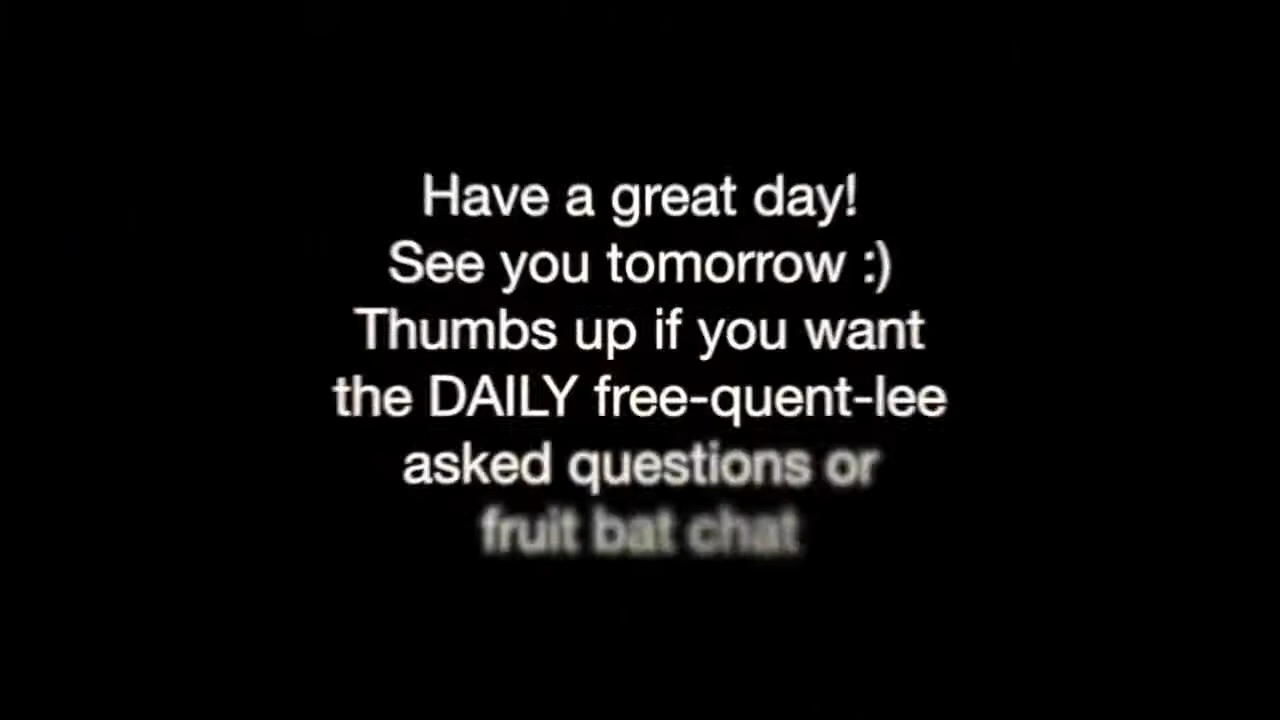 Have a great day!
See you tomorrow :)
Thumbs up if you want
the DAILY free-quent-lee
asked questions or
fruit bat chat